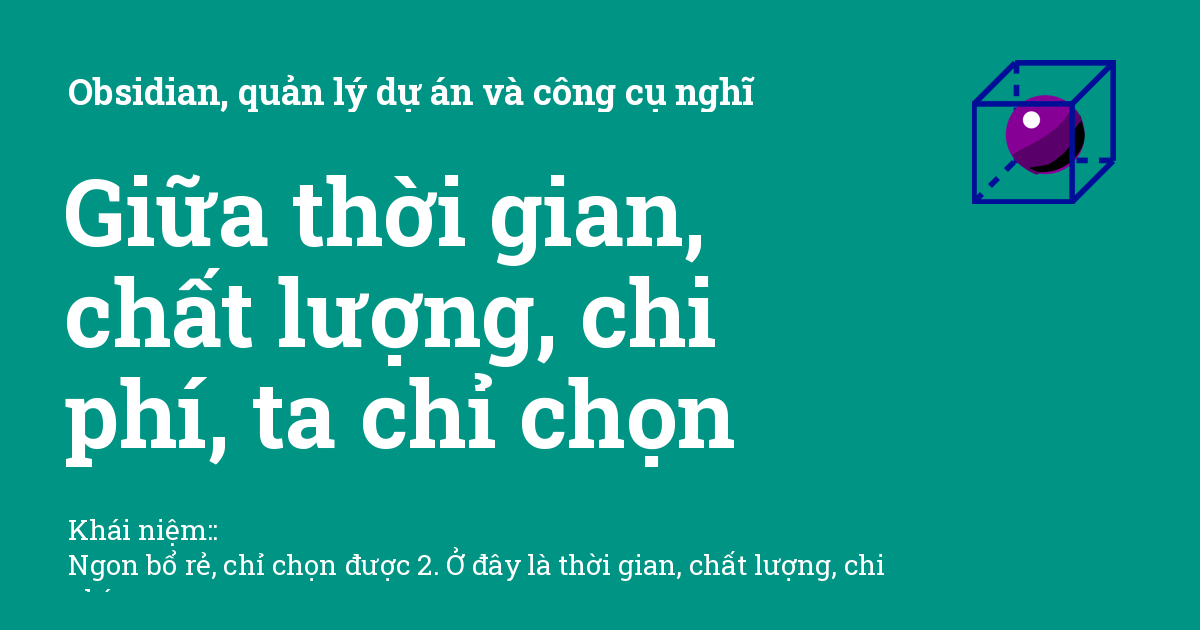 Obsidian, quản lý dự án và công cụ nghĩ
Giữa thời gian,
chất lượng, chi
phí, ta chỉ chọn
Khái niệm::
Ngon bổ rẻ, chỉ chọn được 2. Ở đây là thời gian, chất lượng, chi